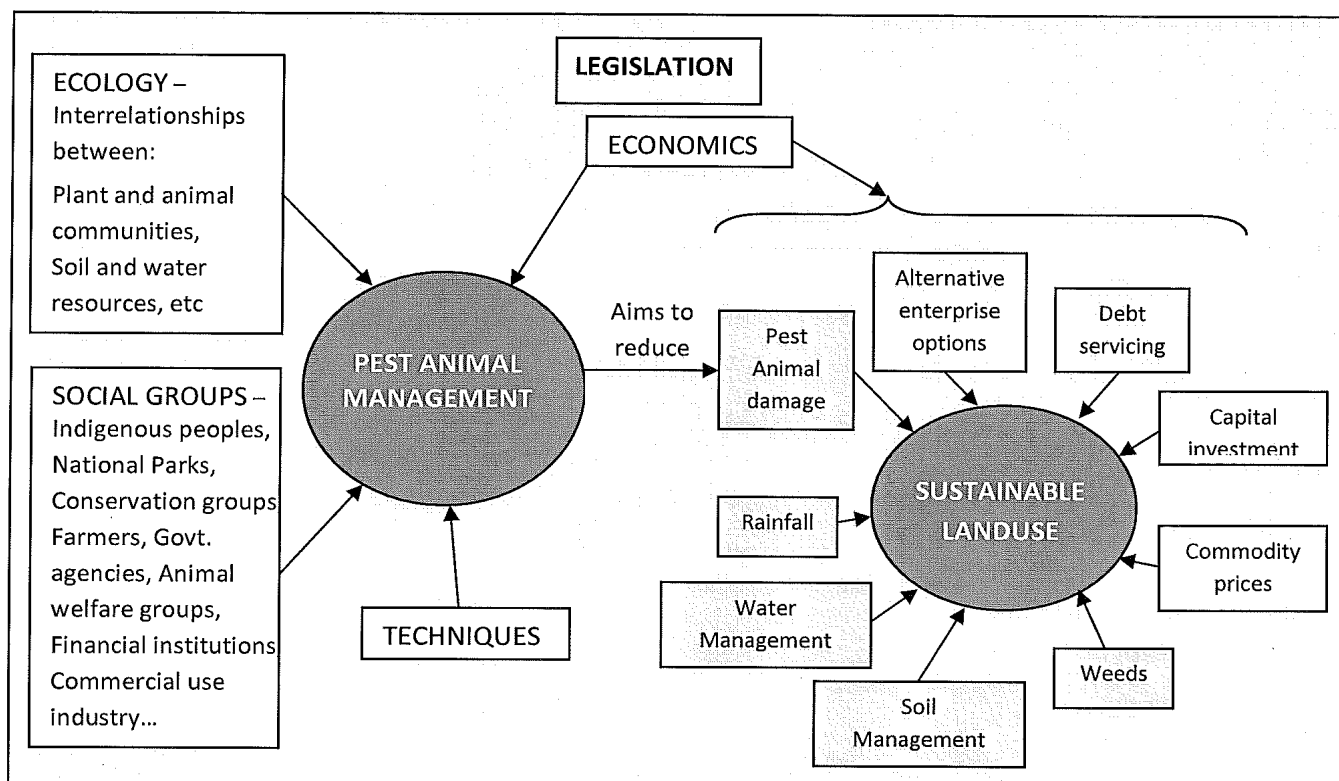 LEGISLATION
ECOLOGY –
Interrelationships
between:
Plant and animal
communities,
Soil and water
resources, etc
ECONOMICS
SOCIAL GROUPS –
Indigenous peoples,
National Parks,
Conservation groups
Farmers, Govt.
agencies, Animal
welfare groups,
Financial institutions
Commercial use
industry...
PEST ANIMAL
MANAGEMENT
TECHNIQUES
Aims to
reduce
Pest
Animal
damage
Alternative
enterprise
options
Debt
servicing
Capital
investment
SUSTAINABLE
LANDUSE
Rainfall
Commodity
prices
Water
Management
Weeds
Soil
Management